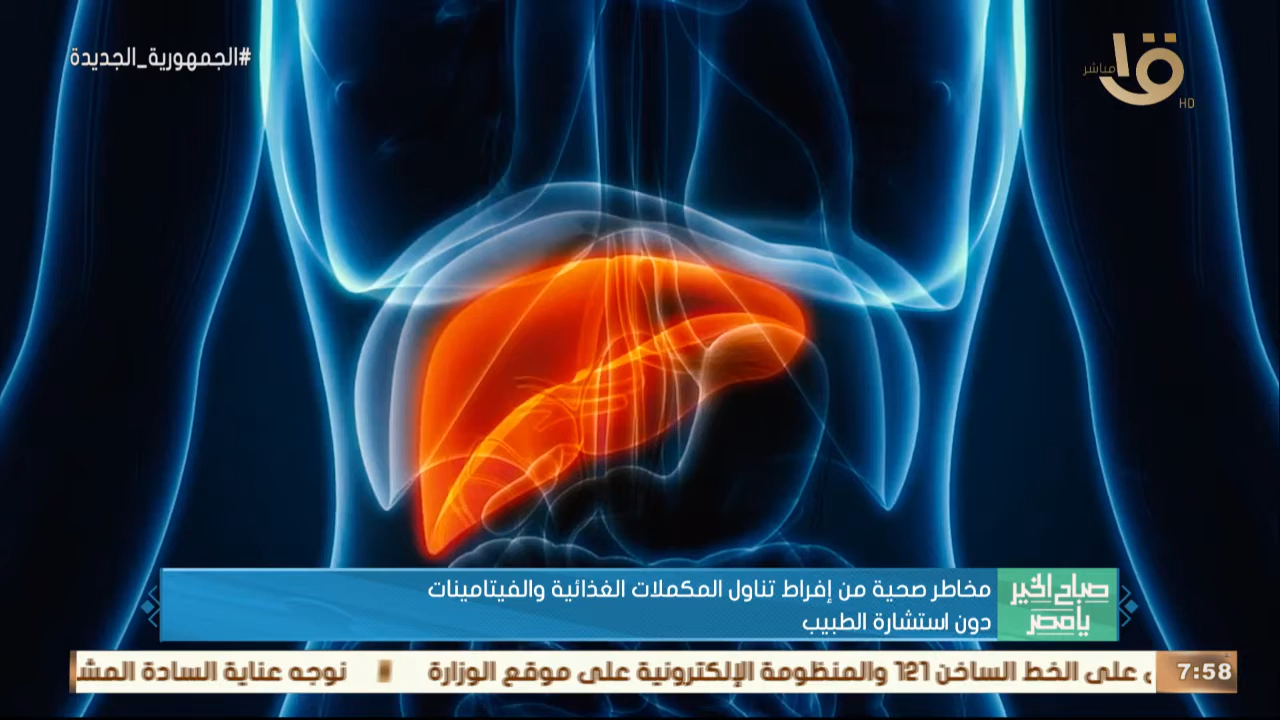 #الجمهورية_الجديدة
مباشر
HD
صباح الخير
يا مصر
مخاطر صحية من إفراط تناول المكملات الغذائية والفيتامينات
دون استشارة الطبيب
7:58
على الخط الساخن 121 والمنظومة الإلكترونية على موقع الوزارة
نوجه عناية السادة